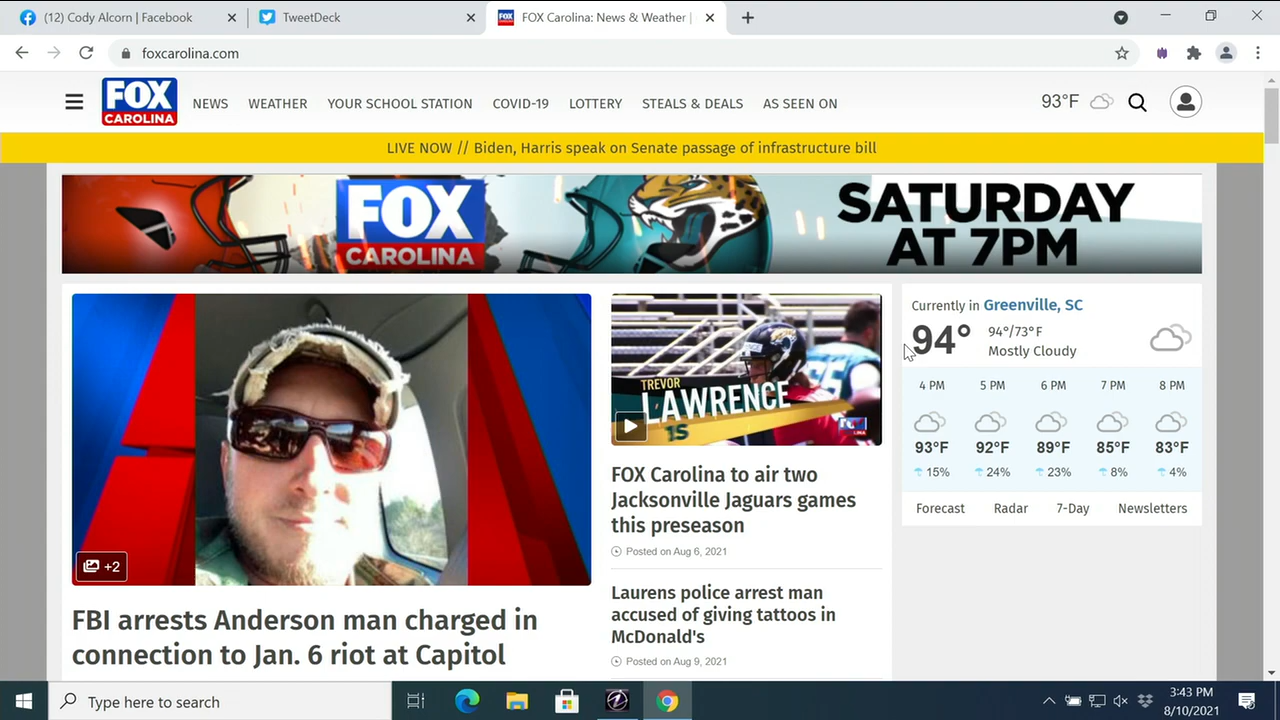 (12) Cody Alcorn | Facebook
TweetDeck
FOX Carolina: News & Weather |
foxcarolina.com
FOX
CAROLINA
NEWS
WEATHER
YOUR SCHOOL STATION
COVID-19
LOTTERY
STEALS & DEALS
AS SEEN ON
93°F
LIVE NOW // Biden, Harris speak on Senate passage of infrastructure bill
FOX
CAROLINA
SATURDAY
AT 7PM
+2
FBI arrests Anderson man charged in
connection to Jan. 6 riot at Capitol
TREVOR
LAWRENCE
FOX Carolina to air two
Jacksonville Jaguars games
this preseason
Posted on Aug 6, 2021
Laurens police arrest man
accused of giving tattoos in
McDonald's
Posted on Aug 9, 2021
Currently in Greenville, SC
94°
94°/73°F
Mostly Cloudy
4 PM 5 PM 6 PM 7 PM 8 PM
93°F 92°F 89°F 85°F 83°F
15% 24% 23% 8% 4%
Forecast Radar 7-Day Newsletters
Type here to search
3:43 PM
8/10/2021